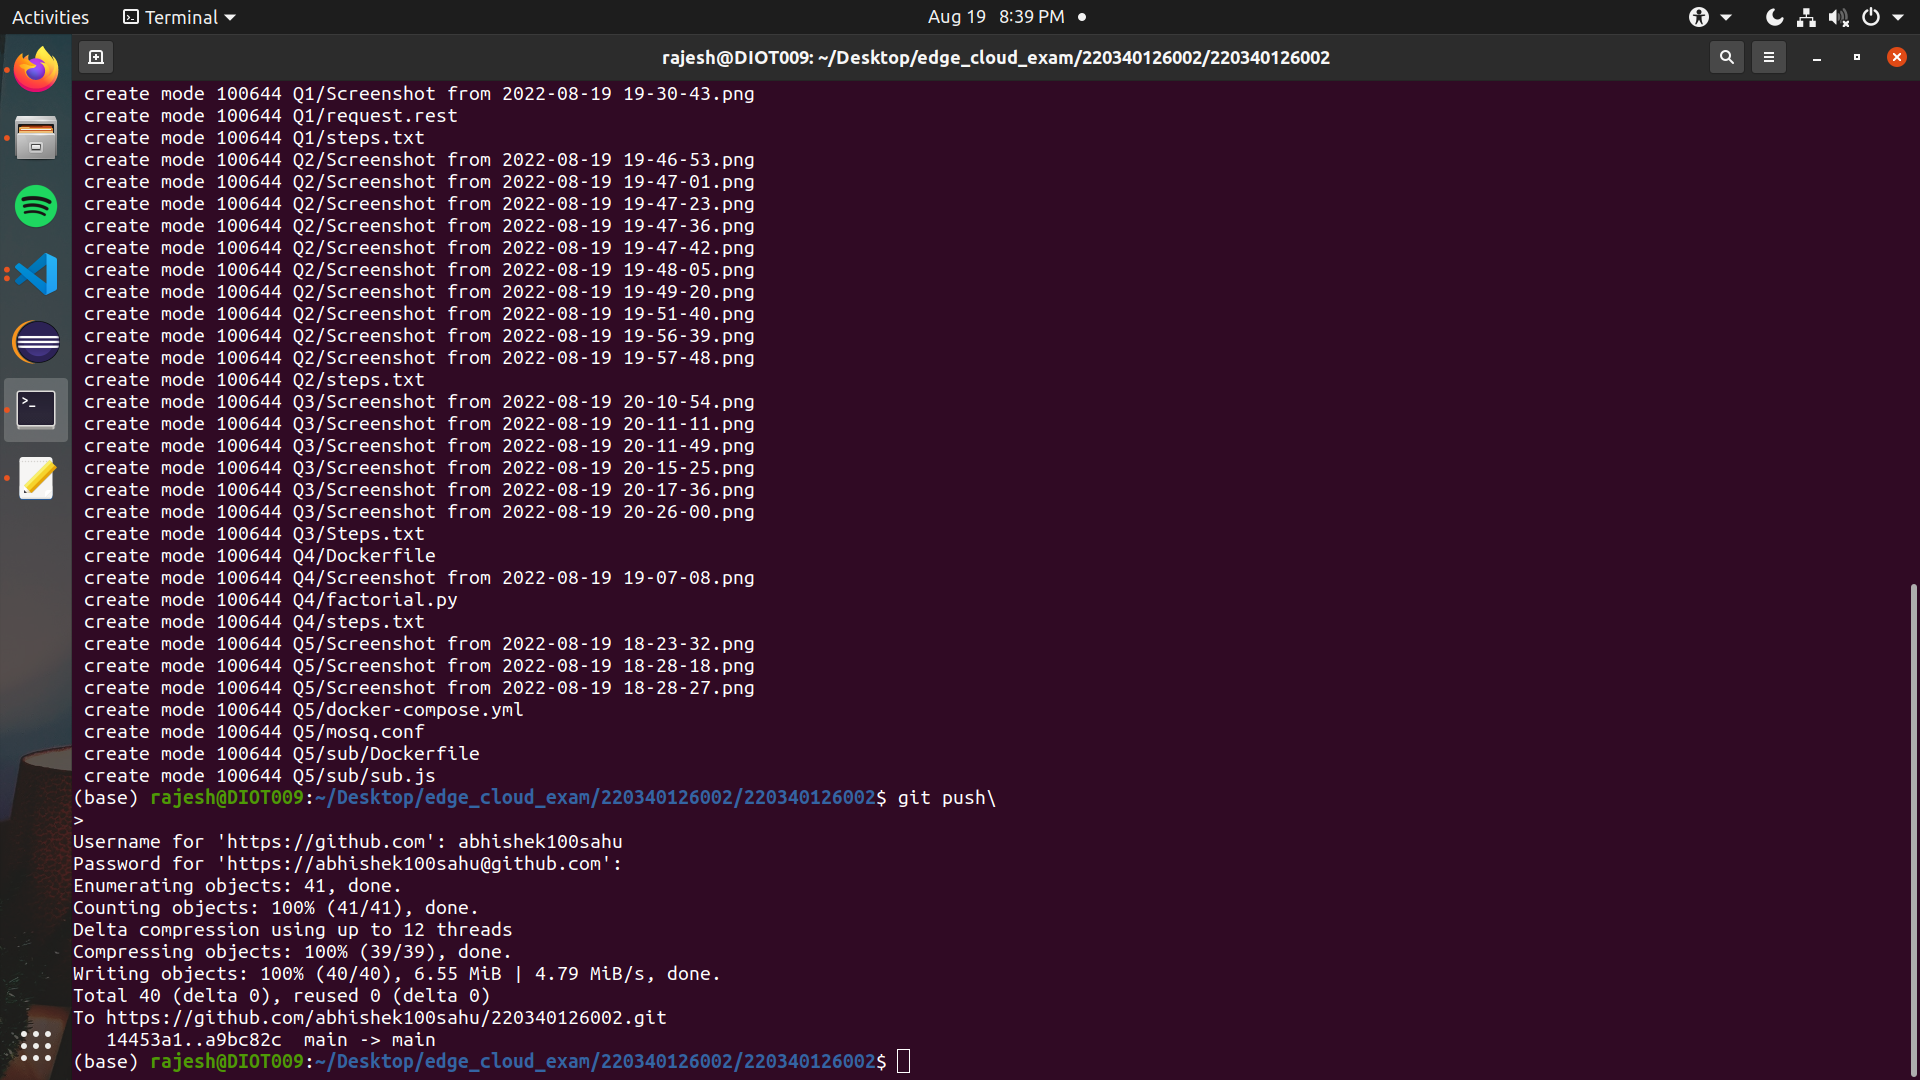 Activities Terminal Aug 19 8:39 PM
rajesh@DIOT009: ~/Desktop/edge_cloud_exam/220340126002/220340126002
create mode 100644 Q1/Screenshot from 2022-08-19 19-30-43.png
create mode 100644 Q1/request.rest
create mode 100644 Q1/steps.txt
create mode 100644 Q2/Screenshot from 2022-08-19 19-46-53.png
create mode 100644 Q2/Screenshot from 2022-08-19 19-47-01.png
create mode 100644 Q2/Screenshot from 2022-08-19 19-47-23.png
create mode 100644 Q2/Screenshot from 2022-08-19 19-47-36.png
create mode 100644 Q2/Screenshot from 2022-08-19 19-47-42.png
create mode 100644 Q2/Screenshot from 2022-08-19 19-48-05.png
create mode 100644 Q2/Screenshot from 2022-08-19 19-49-20.png
create mode 100644 Q2/Screenshot from 2022-08-19 19-51-40.png
create mode 100644 Q2/Screenshot from 2022-08-19 19-56-39.png
create mode 100644 Q2/Screenshot from 2022-08-19 19-57-48.png
create mode 100644 Q2/steps.txt
create mode 100644 Q3/Screenshot from 2022-08-19 20-10-54.png
create mode 100644 Q3/Screenshot from 2022-08-19 20-11-11.png
create mode 100644 Q3/Screenshot from 2022-08-19 20-11-49.png
create mode 100644 Q3/Screenshot from 2022-08-19 20-15-25.png
create mode 100644 Q3/Screenshot from 2022-08-19 20-17-36.png
create mode 100644 Q3/Screenshot from 2022-08-19 20-26-00.png
create mode 100644 Q3/Steps.txt
create mode 100644 Q4/Dockerfile
create mode 100644 Q4/Screenshot from 2022-08-19 19-07-08.png
create mode 100644 Q4/factorial.py
create mode 100644 Q4/steps.txt
create mode 100644 Q5/Screenshot from 2022-08-19 18-23-32.png
create mode 100644 Q5/Screenshot from 2022-08-19 18-28-18.png
create mode 100644 Q5/Screenshot from 2022-08-19 18-28-27.png
create mode 100644 Q5/docker-compose.yml
create mode 100644 Q5/mosq.conf
create mode 100644 Q5/sub/Dockerfile
create mode 100644 Q5/sub/sub.js
(base) rajesh@DIOT009:~/Desktop/edge_cloud_exam/220340126002/220340126002$ git push\
>
Username for 'https://github.com': abhishek100sahu
Password for 'https://abhishek100sahu@github.com':
Enumerating objects: 41, done.
Counting objects: 100% (41/41), done.
Delta compression using up to 12 threads
Compressing objects: 100% (39/39), done.
Writing objects: 100% (40/40), 6.55 MiB | 4.79 MiB/s, done.
Total 40 (delta 0), reused 0 (delta 0)
To https://github.com/abhishek100sahu/220340126002.git
14453a1..a9bc82c  main -> main
(base) rajesh@DIOT009:~/Desktop/edge_cloud_exam/220340126002/220340126002$